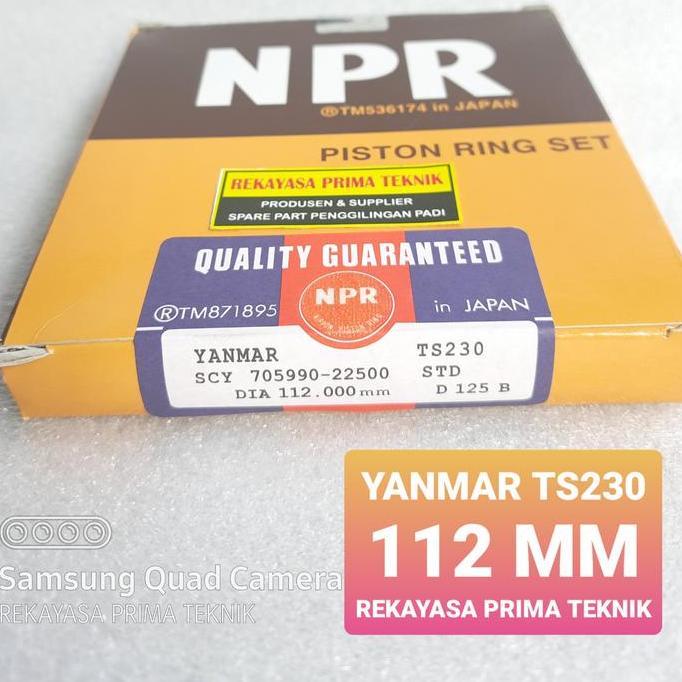 NPR
®TM536174 in JAPAN
PISTON RING SET
REKAYASA PRIMA TEKNIK
PRODUSEN & SUPPLIER
SPARE PART PENGGILINGAN PADI
QUALITY GUARANTEED
NPR
®TM871895
in JAPAN
YANMAR TS230
SCY 705990-22500 STD
DIA 112.000mm D 125 B
YANMAR TS230
112 MM
REKAYASA PRIMA TEKNIK
Samsung Quad Camera
REKAYASA PRIMA TEKNIK